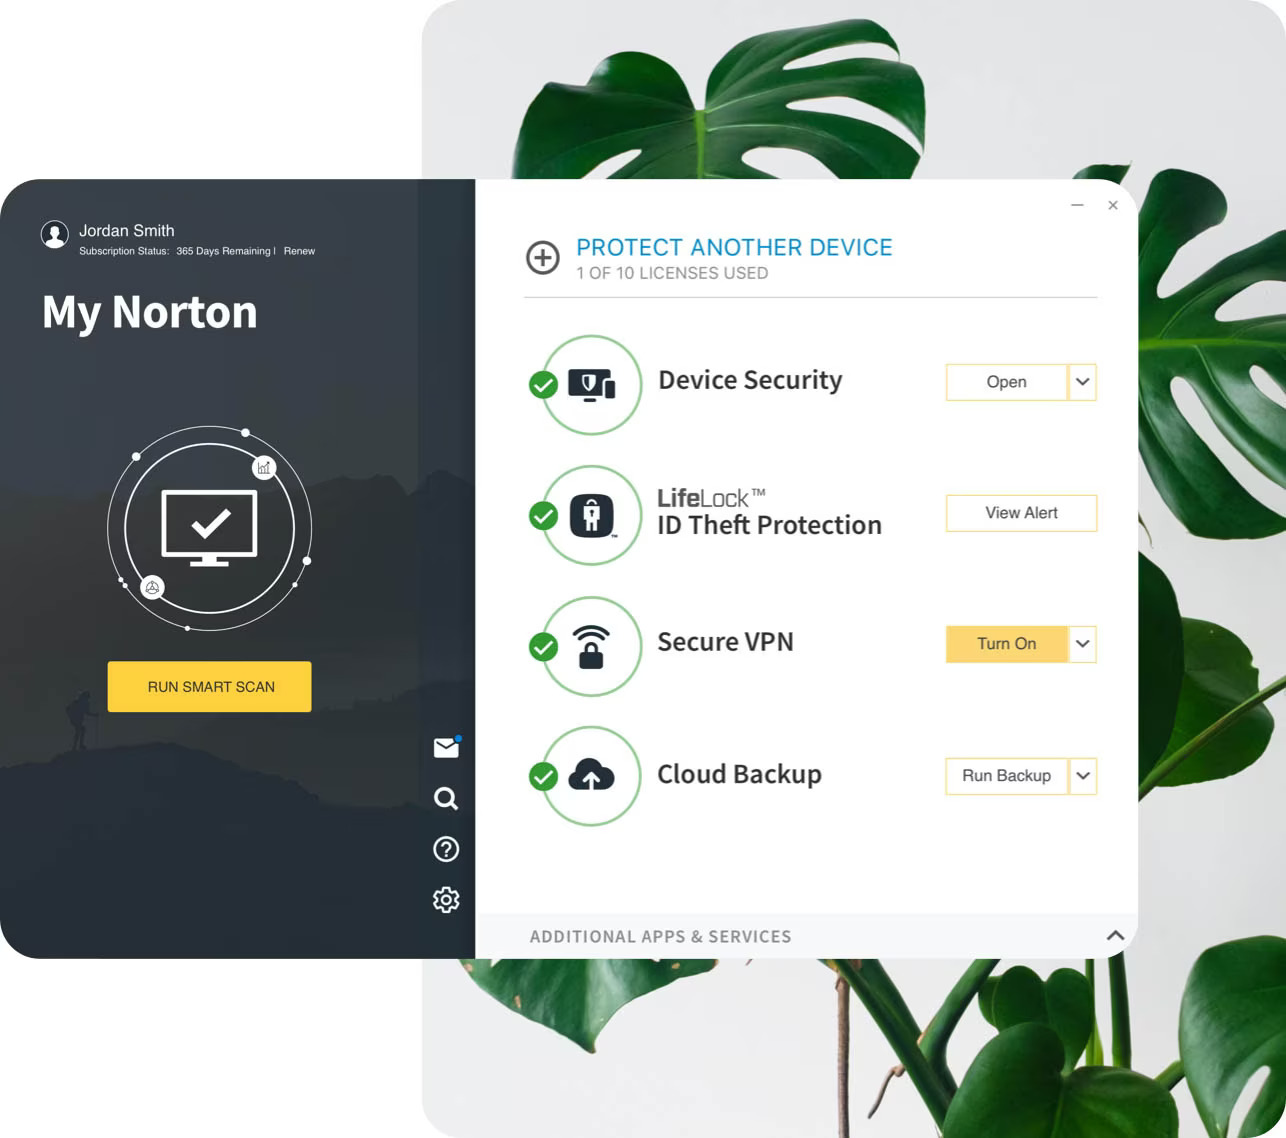 Jordan Smith
Subscription Status: 365 Days Remaining | Renew
My Norton
RUN SMART SCAN
PROTECT ANOTHER DEVICE
1 OF 10 LICENSES USED
Device Security
Open
LifeLock™
ID Theft Protection
™
View Alert
Secure VPN
Turn On
Cloud Backup
Run Backup
ADDITIONAL APPS & SERVICES